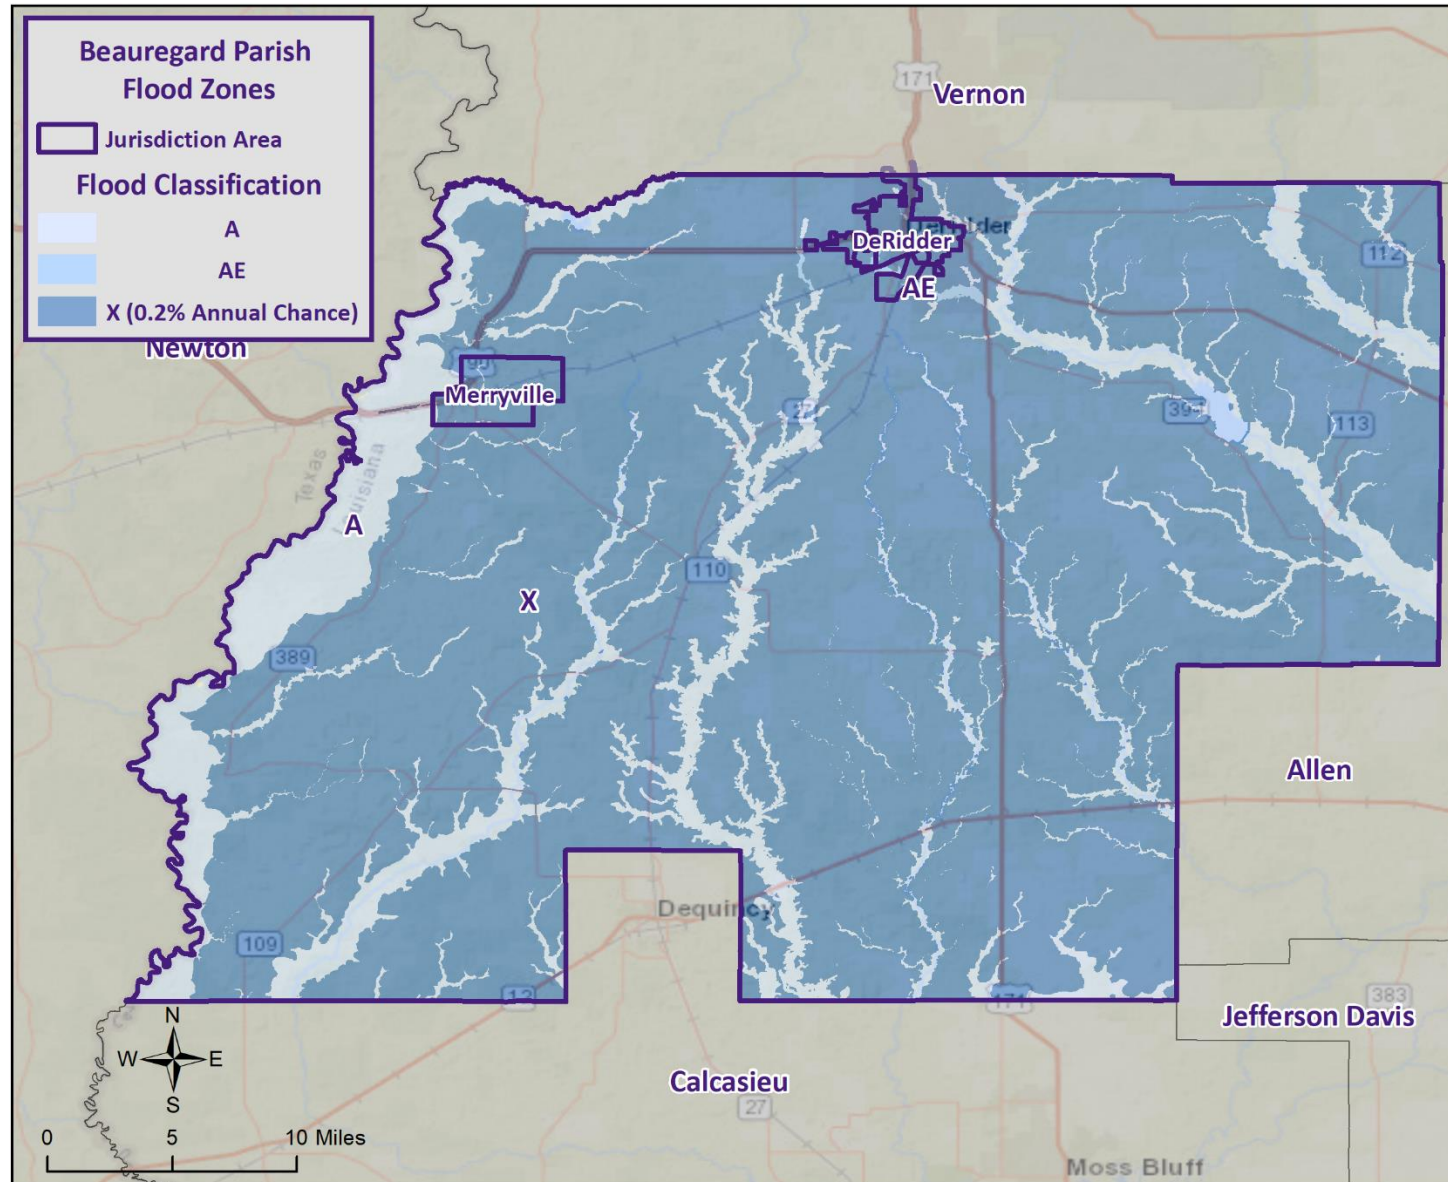 Beauregard Parish
Flood Zones
Jurisdiction Area
Flood Classification
A
AE
X (0.2% Annual Chance)
171
Vernon
DeRidder
DeRidder
AE
112
Newton
Merryville
27
113
Texas
Louisiana
A
110
X
389
Allen
Dequincy
109
12
171
383
Jefferson Davis
N
W
E
S
Calcasieu
27
0
5
10 Miles
Moss Bluff